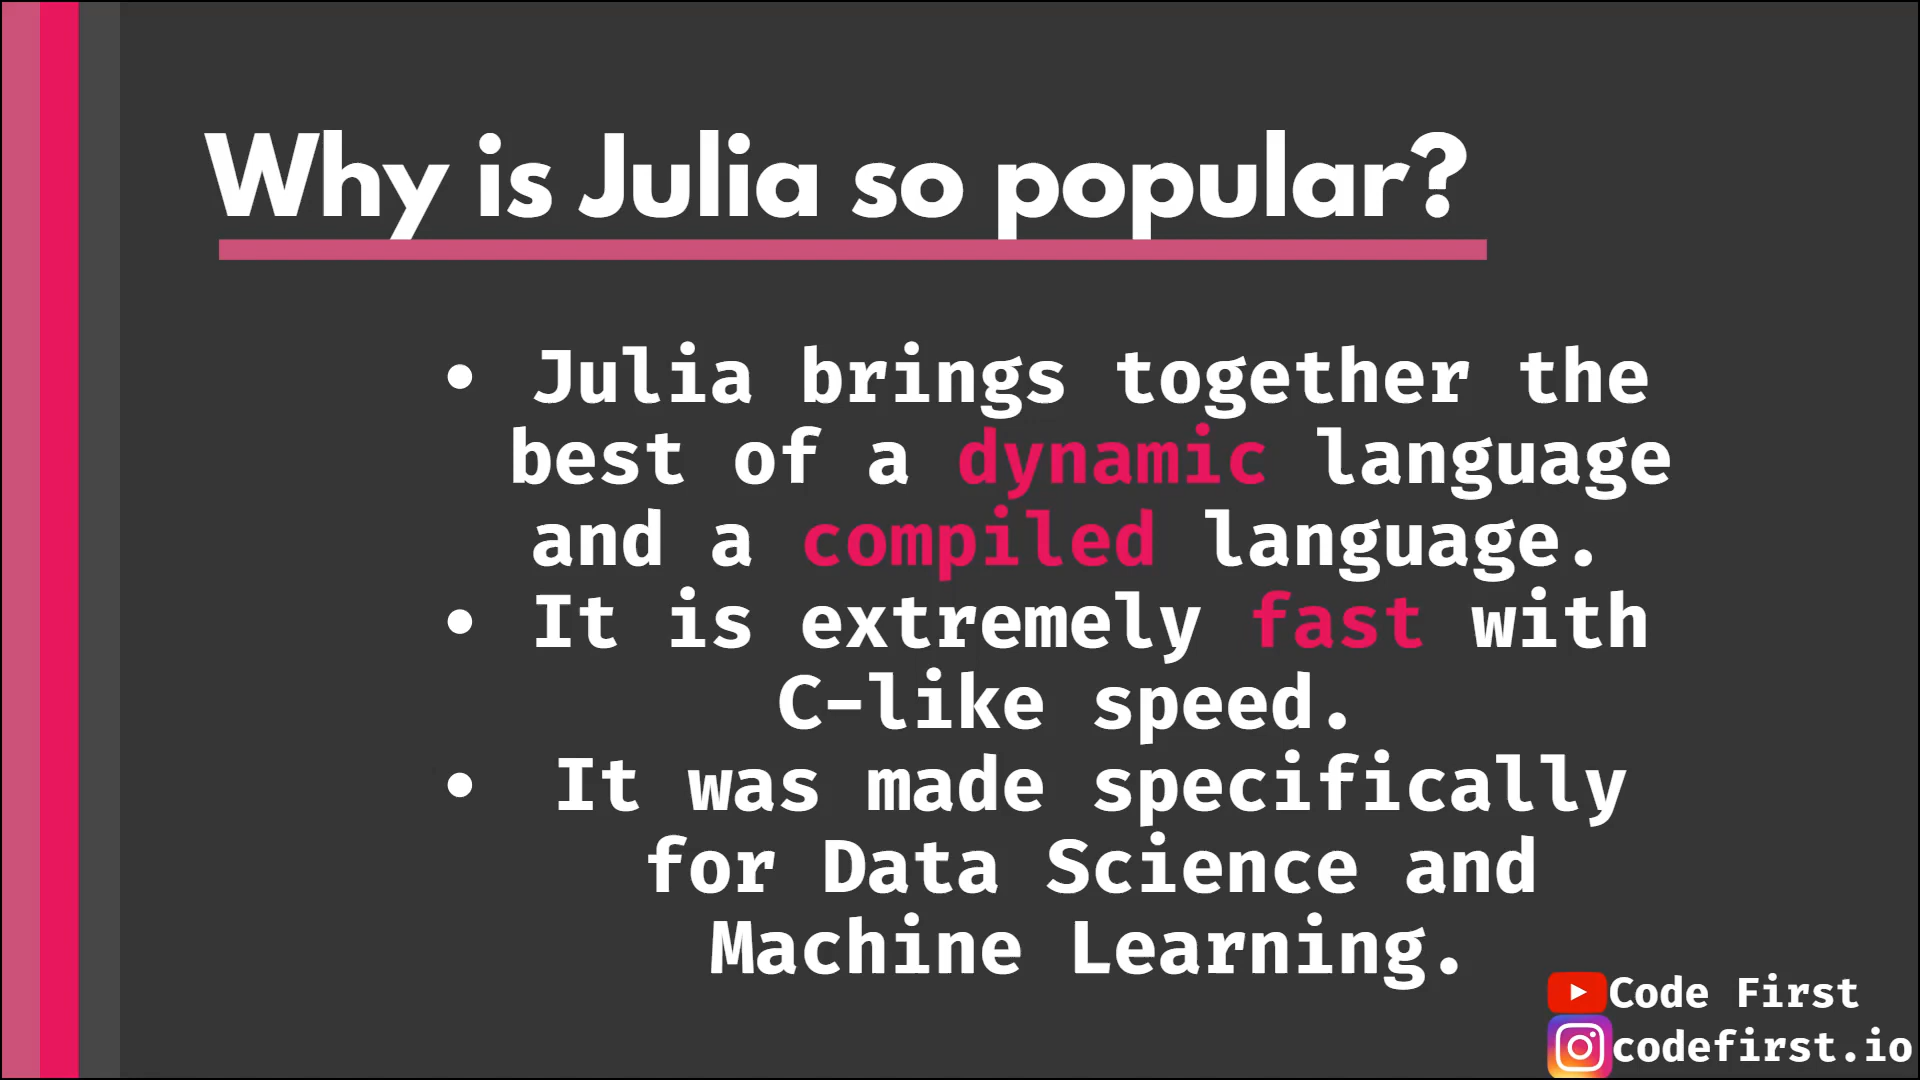 Why is Julia so popular?
• Julia brings together the
best of a dynamic language
and a compiled language.
• It is extremely fast with
C-like speed.
• It was made specifically
for Data Science and
Machine Learning.
Code First
codefirst.io